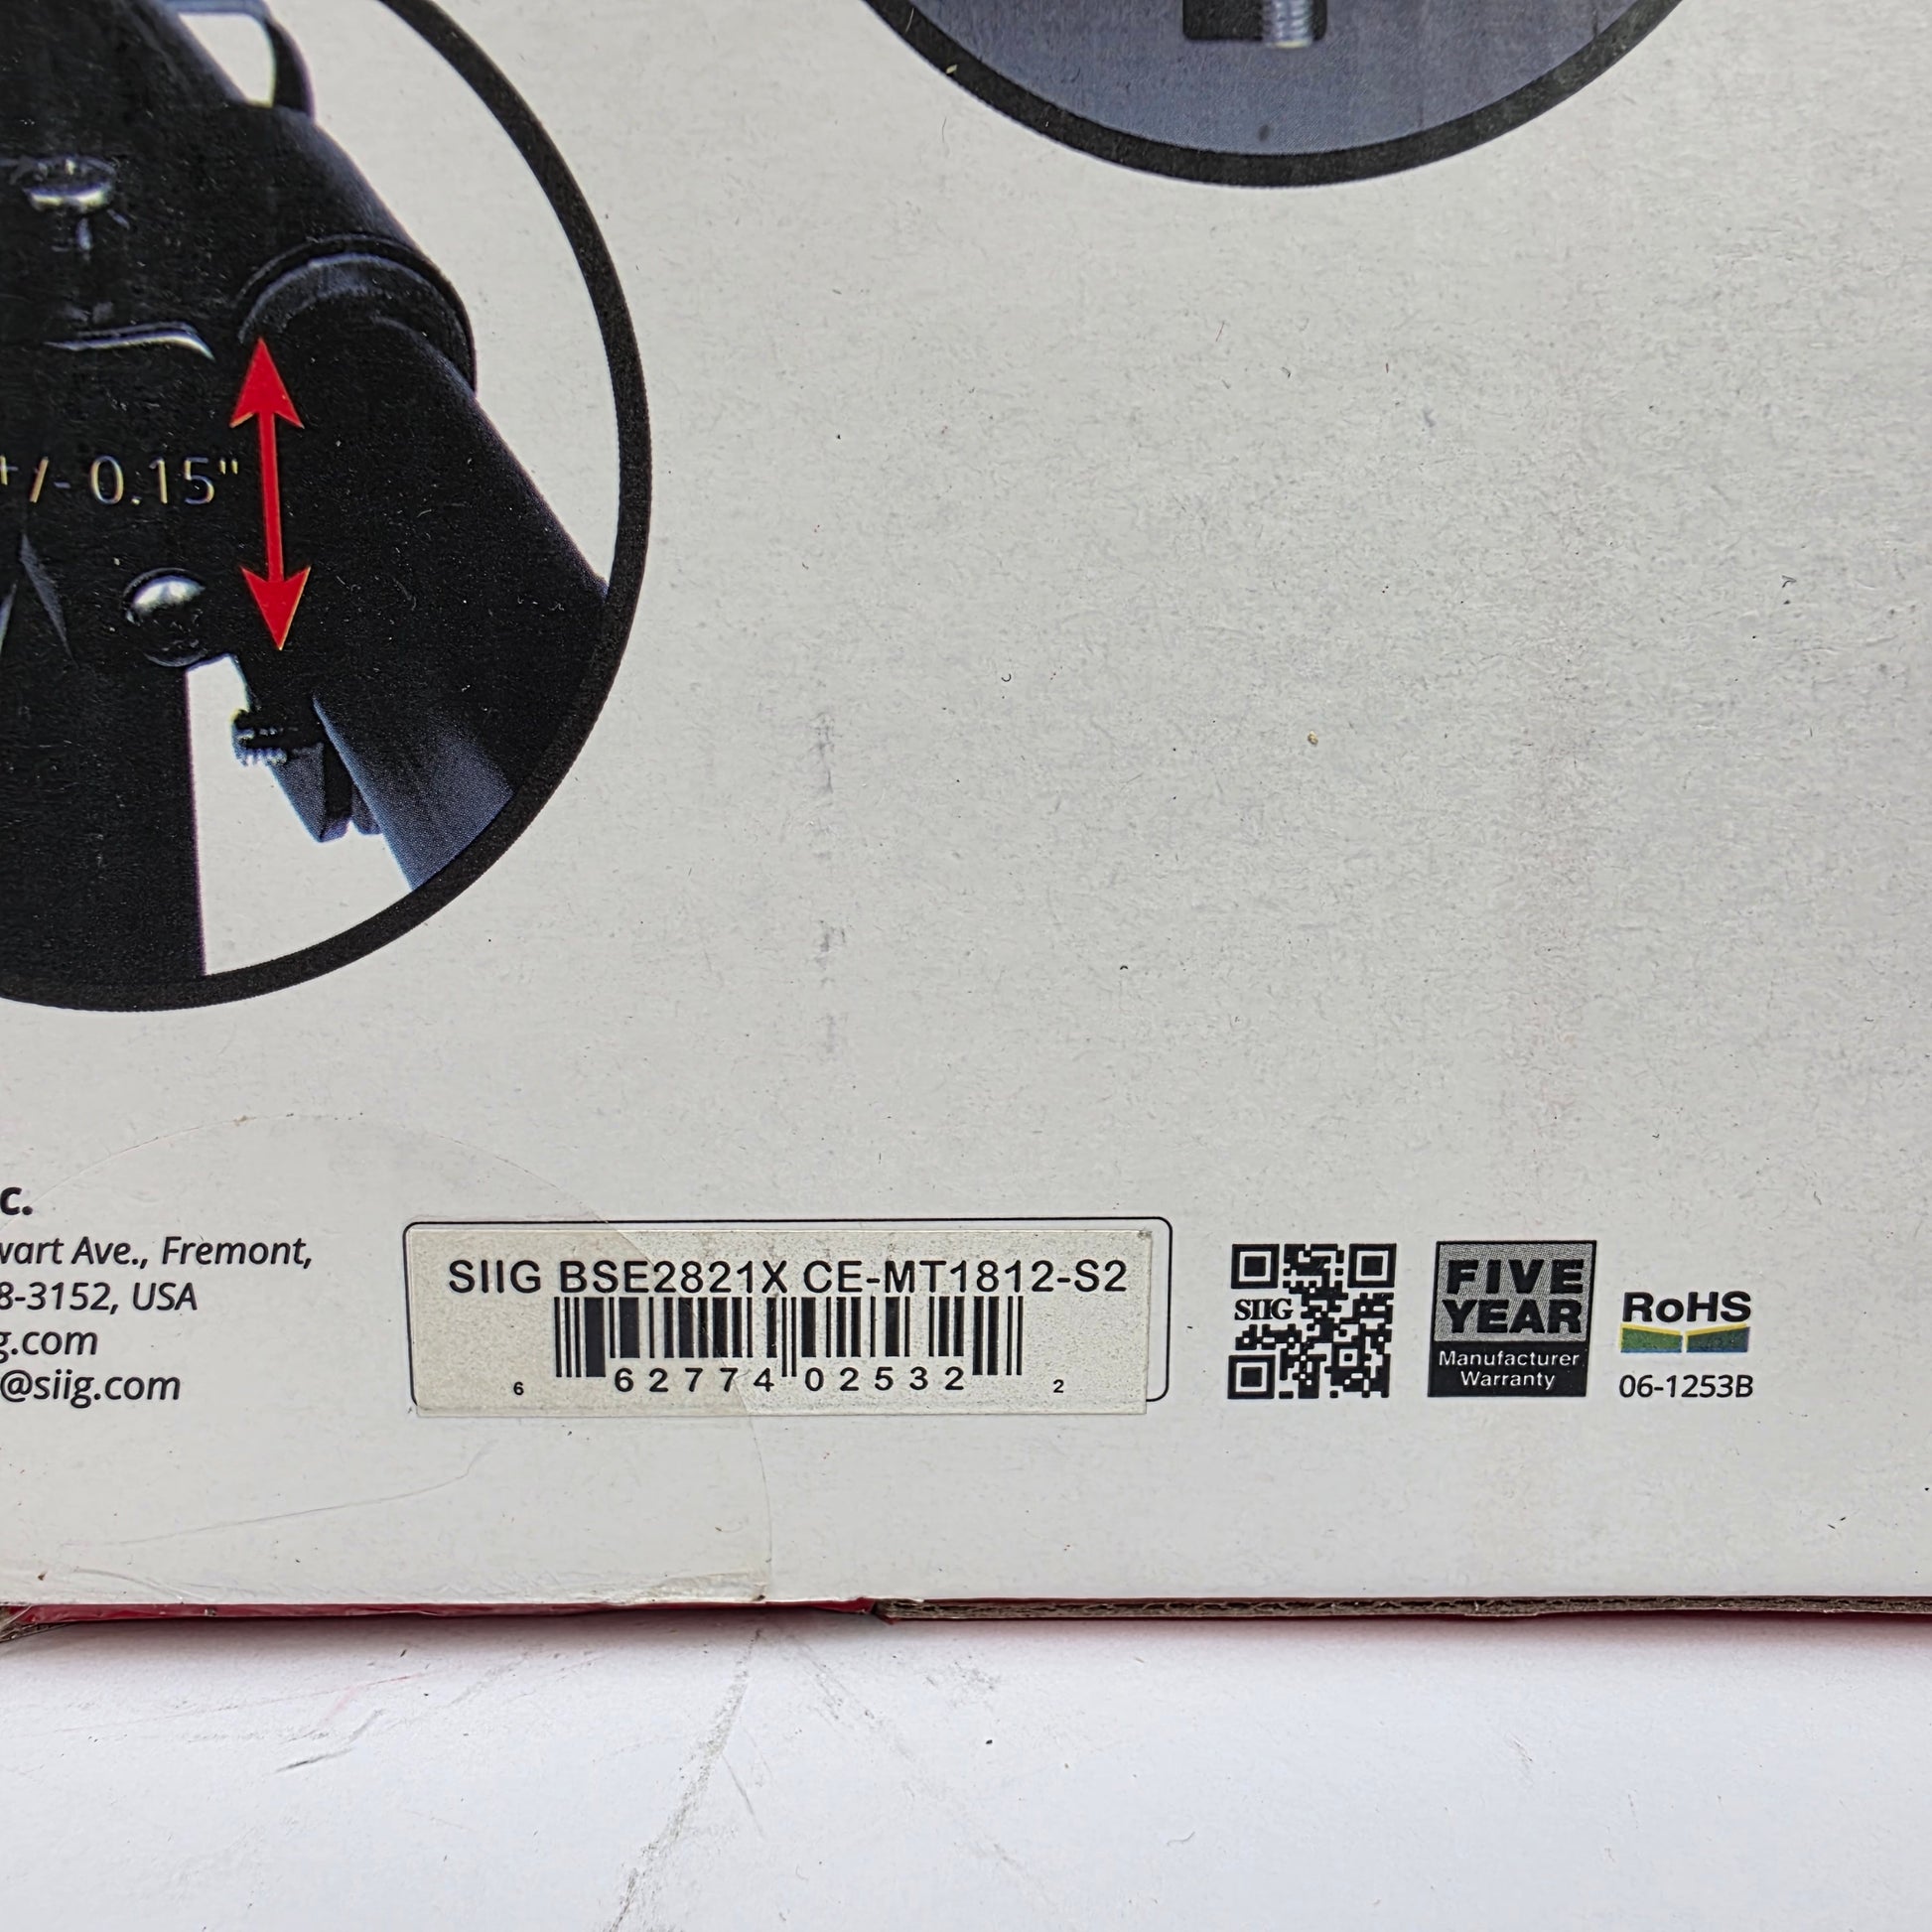 +/- 0.15"
c.
wart Ave., Fremont,
8-3152, USA
g.com
@siig.com
SIIG BSE2821X CE-MT1812-S2
6 62774 02532 2
SIIG
FIVE
YEAR
Manufacturer
Warranty
RoHS
06-1253B